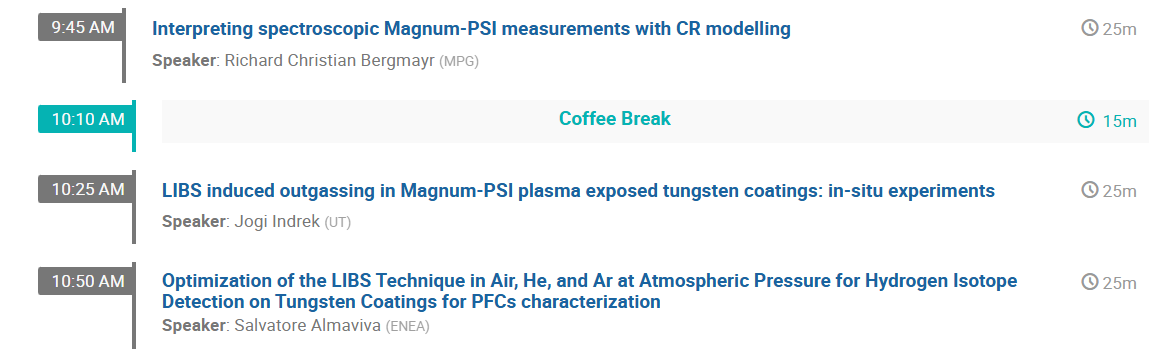 9:45 AM Interpreting spectroscopic Magnum-PSI measurements with CR modelling 25m
Speaker: Richard Christian Bergmayr (MPG)
10:10 AM Coffee Break 15m
10:25 AM LIBS induced outgassing in Magnum-PSI plasma exposed tungsten coatings: in-situ experiments 25m
Speaker: Jogi Indrek (UT)
10:50 AM Optimization of the LIBS Technique in Air, He, and Ar at Atmospheric Pressure for Hydrogen Isotope 25m
Detection on Tungsten Coatings for PFCs characterization
Speaker: Salvatore Almaviva (ENEA)